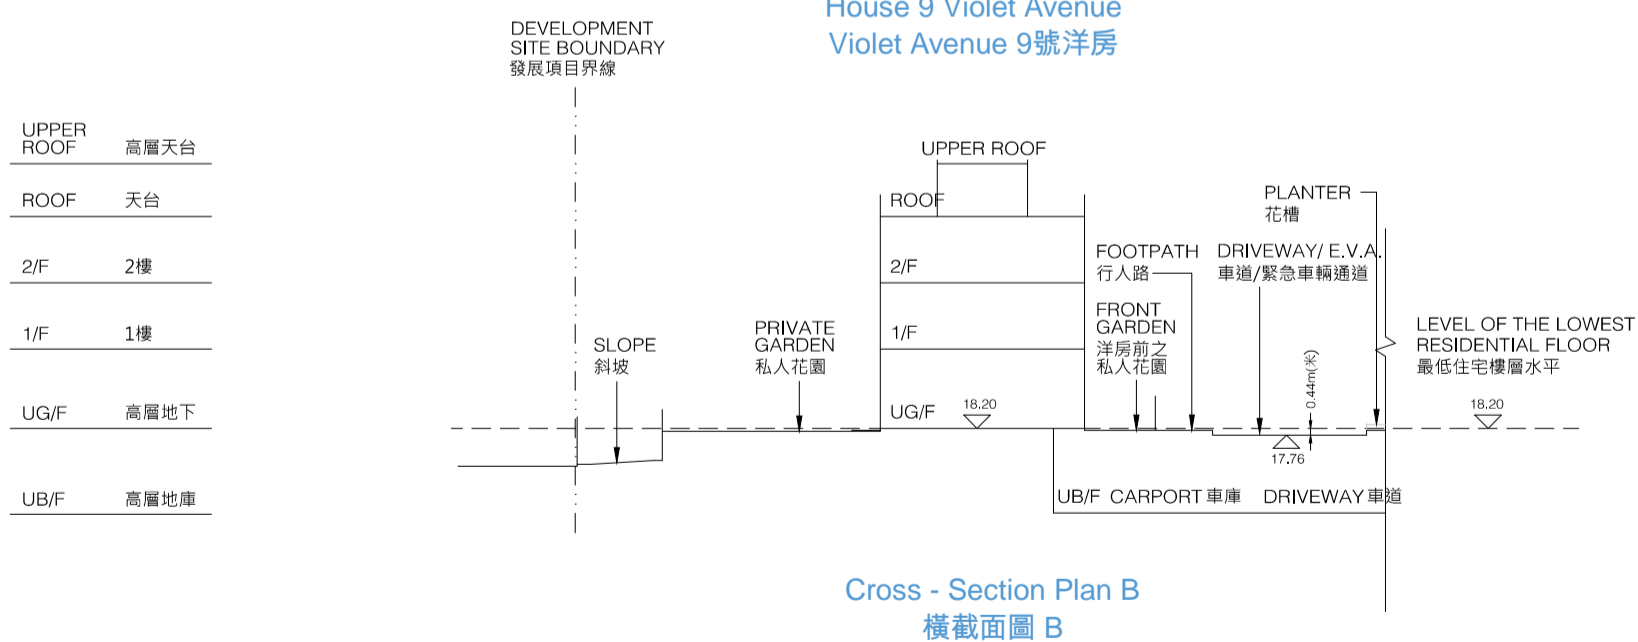 House 9 Violet Avenue
Violet Avenue 9號洋房
DEVELOPMENT
SITE BOUNDARY
發展項目界線
UPPER
ROOF 高層天台
ROOF 天台
2/F 2樓
1/F 1樓
UG/F 高層地下
UB/F 高層地庫
SLOPE
斜坡
PRIVATE
GARDEN
私人花園
UPPER ROOF
ROOF
2/F
1/F
UG/F
18.20
FOOTPATH
行人路
FRONT
GARDEN
洋房前之
私人花園
PLANTER
花槽
DRIVEWAY/ E.V.A.
車道/緊急車輛通道
0.44m(米)
17.76
LEVEL OF THE LOWEST
RESIDENTIAL FLOOR
最低住宅樓層水平
18.20
UB/F CARPORT 車庫 DRIVEWAY 車道
Cross - Section Plan B
橫截面圖 B